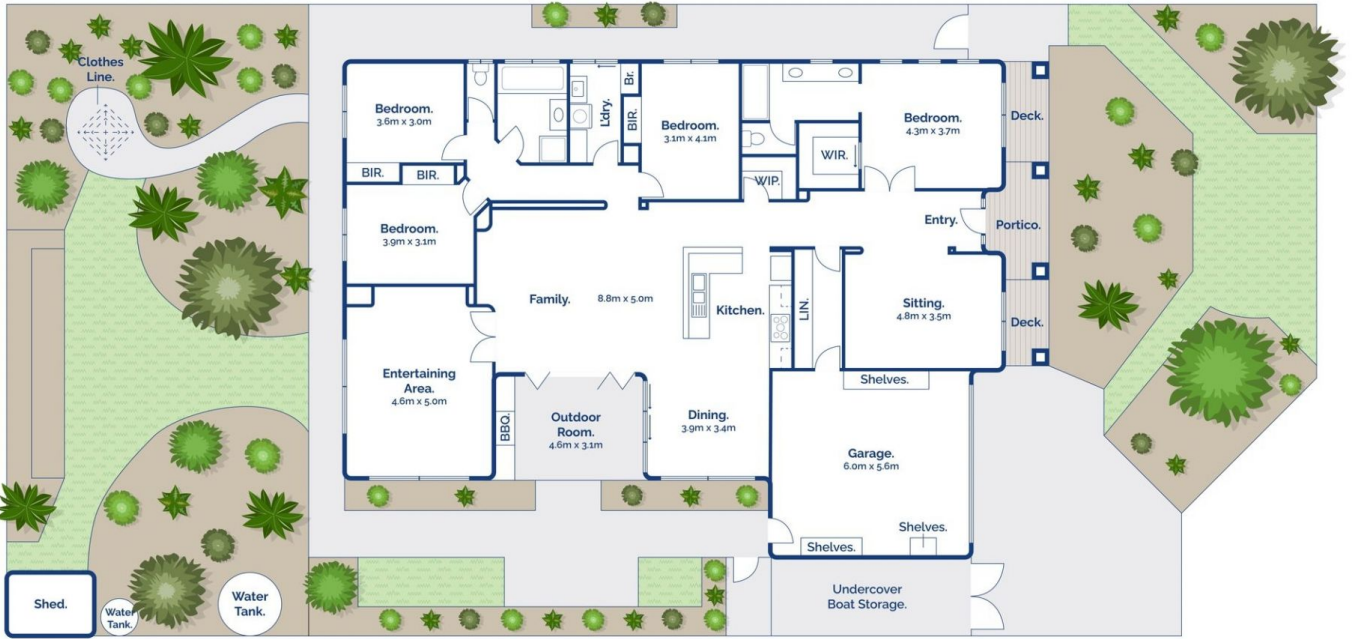 Clothes
Line.
Bedroom.
3.6m x 3.0m
BIR.
BIR.
L'dry.
Br.
BIR.
Bedroom.
3.1m x 4.1m
WIP.
WIR.
Bedroom.
4.3m x 3.7m
Deck.
Bedroom.
3.9m x 3.1m
Entry.
Portico.
Family.
8.8m x 5.0m
Kitchen.
LIN.
Sitting.
4.8m x 3.5m
Deck.
Entertaining
Area.
4.6m x 5.0m
BBQ.
Outdoor
Room.
4.6m x 3.1m
Dining.
3.9m x 3.4m
Shelves.
Garage.
6.0m x 5.6m
Shelves.
Shelves.
Shed.
Water
Tank.
Water
Tank.
Undercover
Boat Storage.